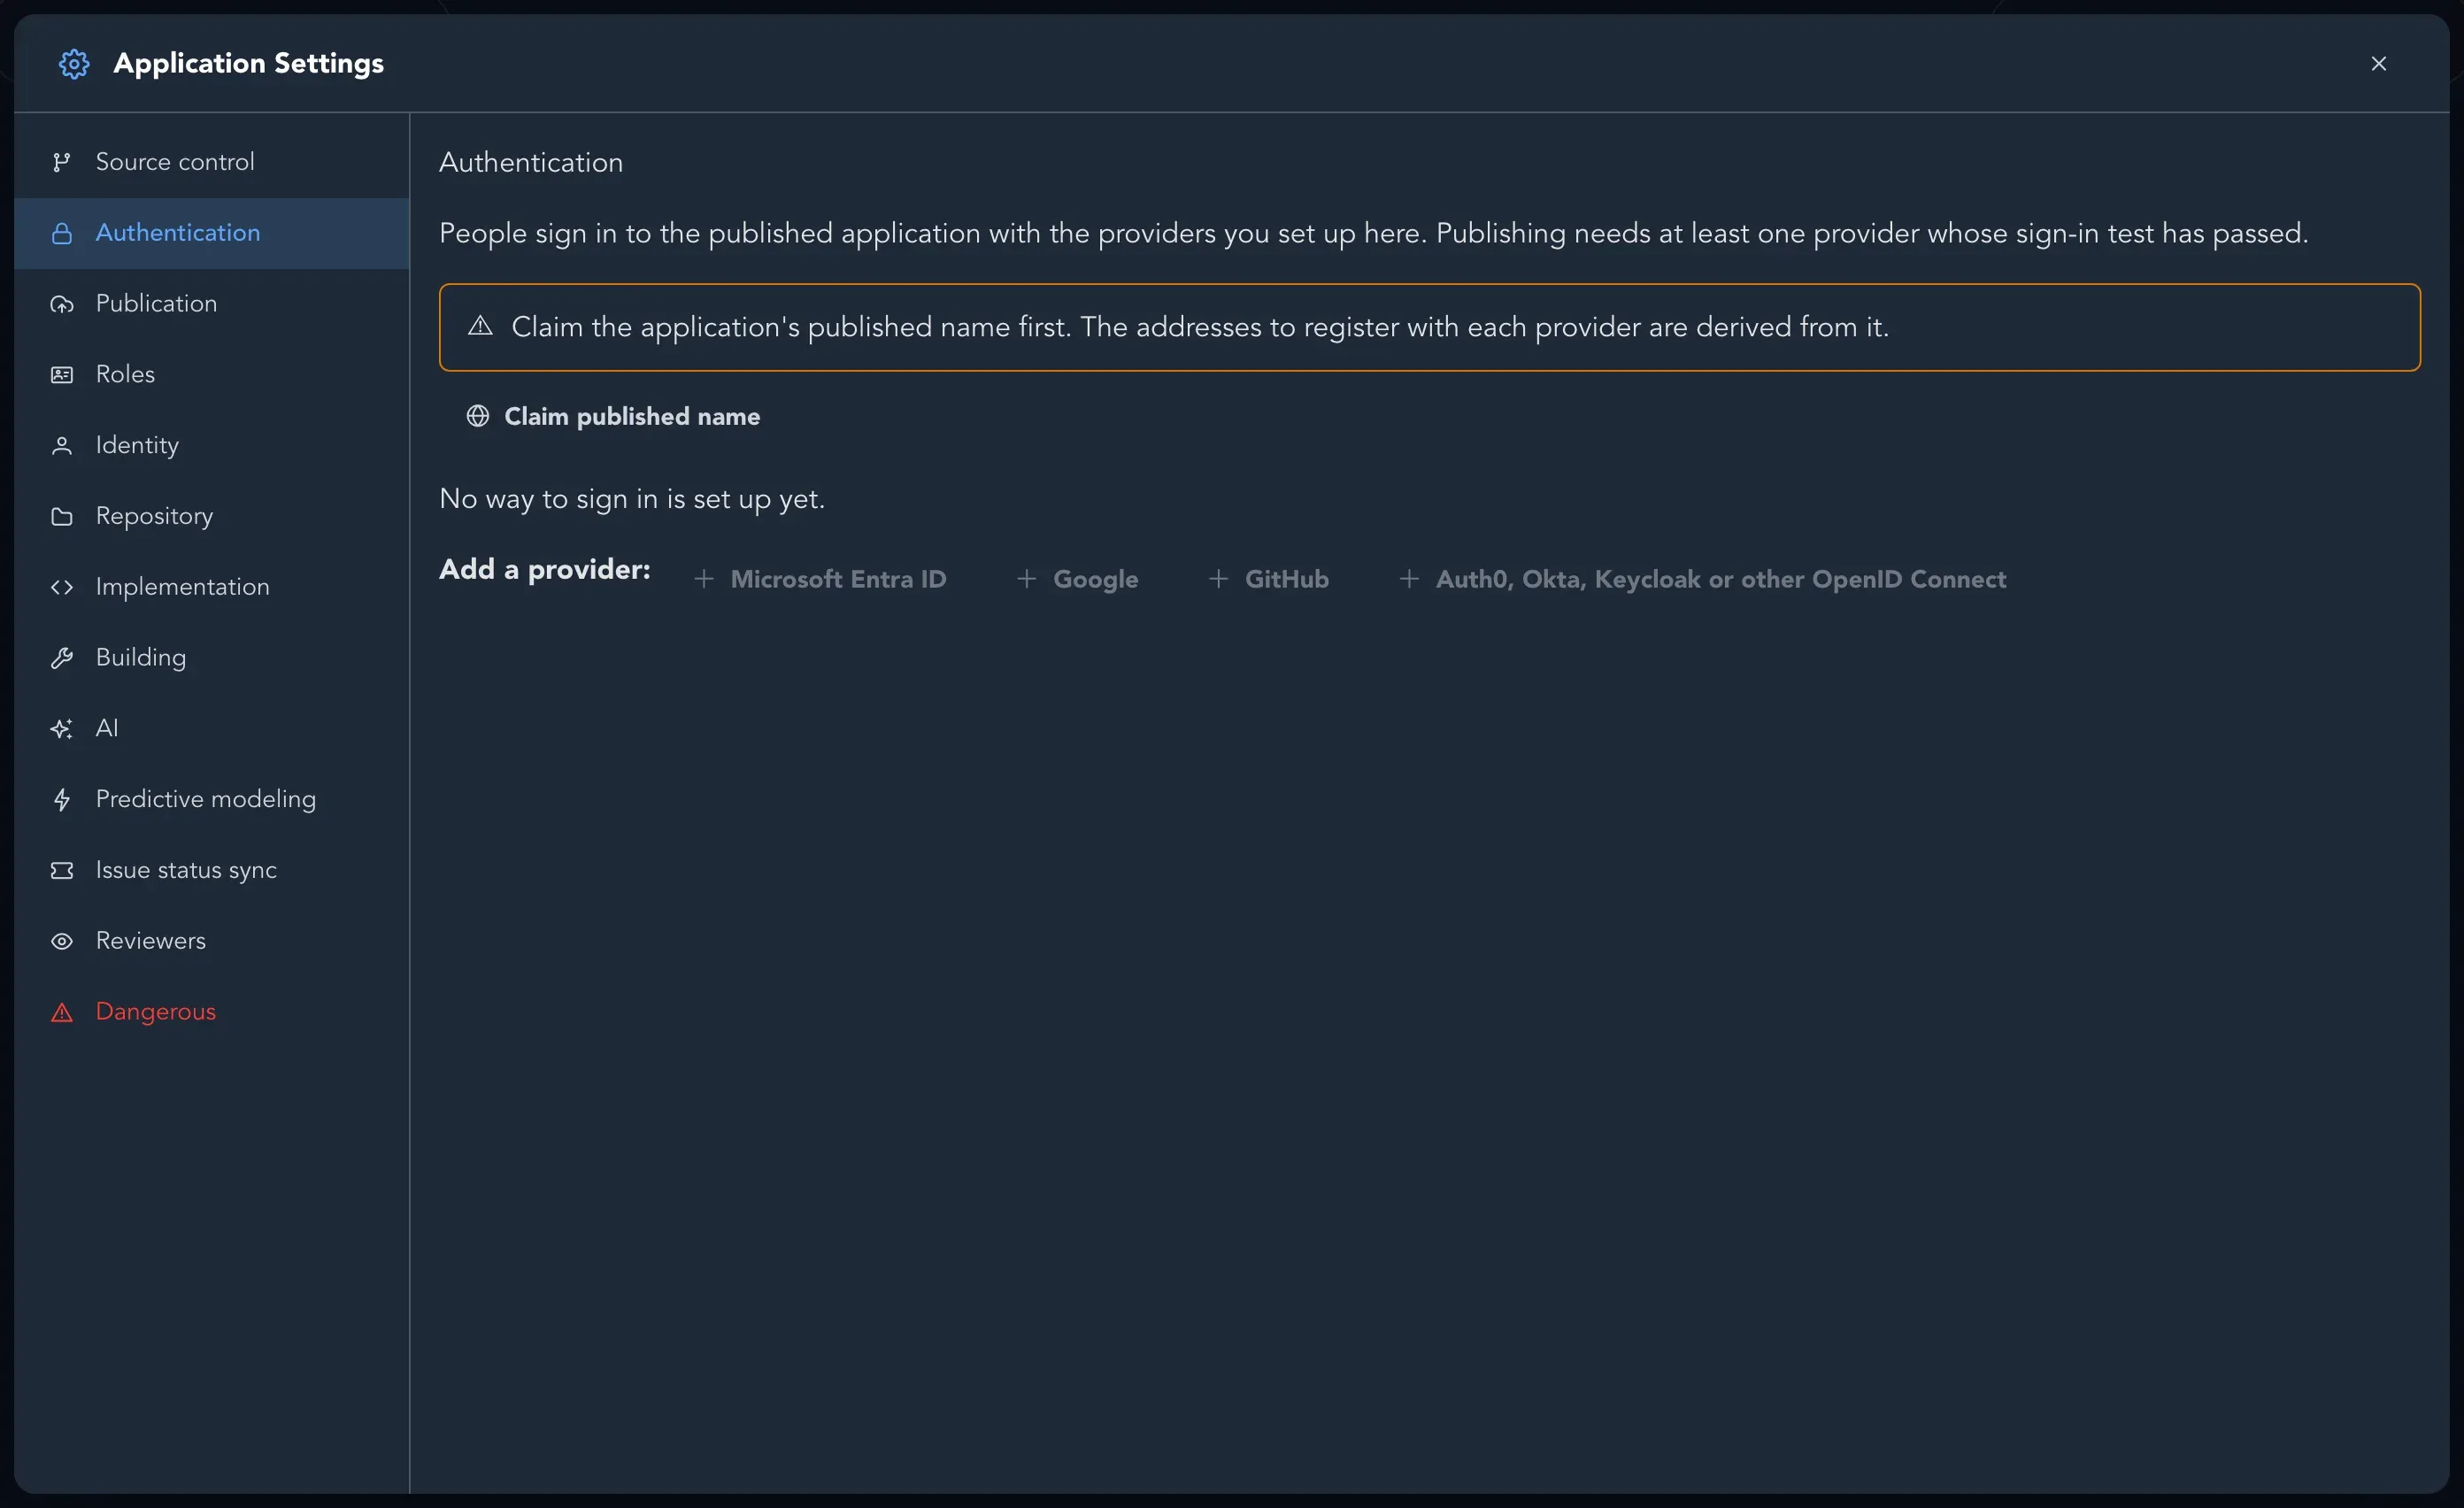 Application Settings
Source control
Authentication
Publication
Roles
Identity
Repository
Implementation
Building
AI
Predictive modeling
Issue status sync
Reviewers
Dangerous
Authentication
People sign in to the published application with the providers you set up here. Publishing needs at least one provider whose sign-in test has passed.
Claim the application's published name first. The addresses to register with each provider are derived from it.
Claim published name
No way to sign in is set up yet.
Add a provider: Microsoft Entra ID Google GitHub Auth0, Okta, Keycloak or other OpenID Connect